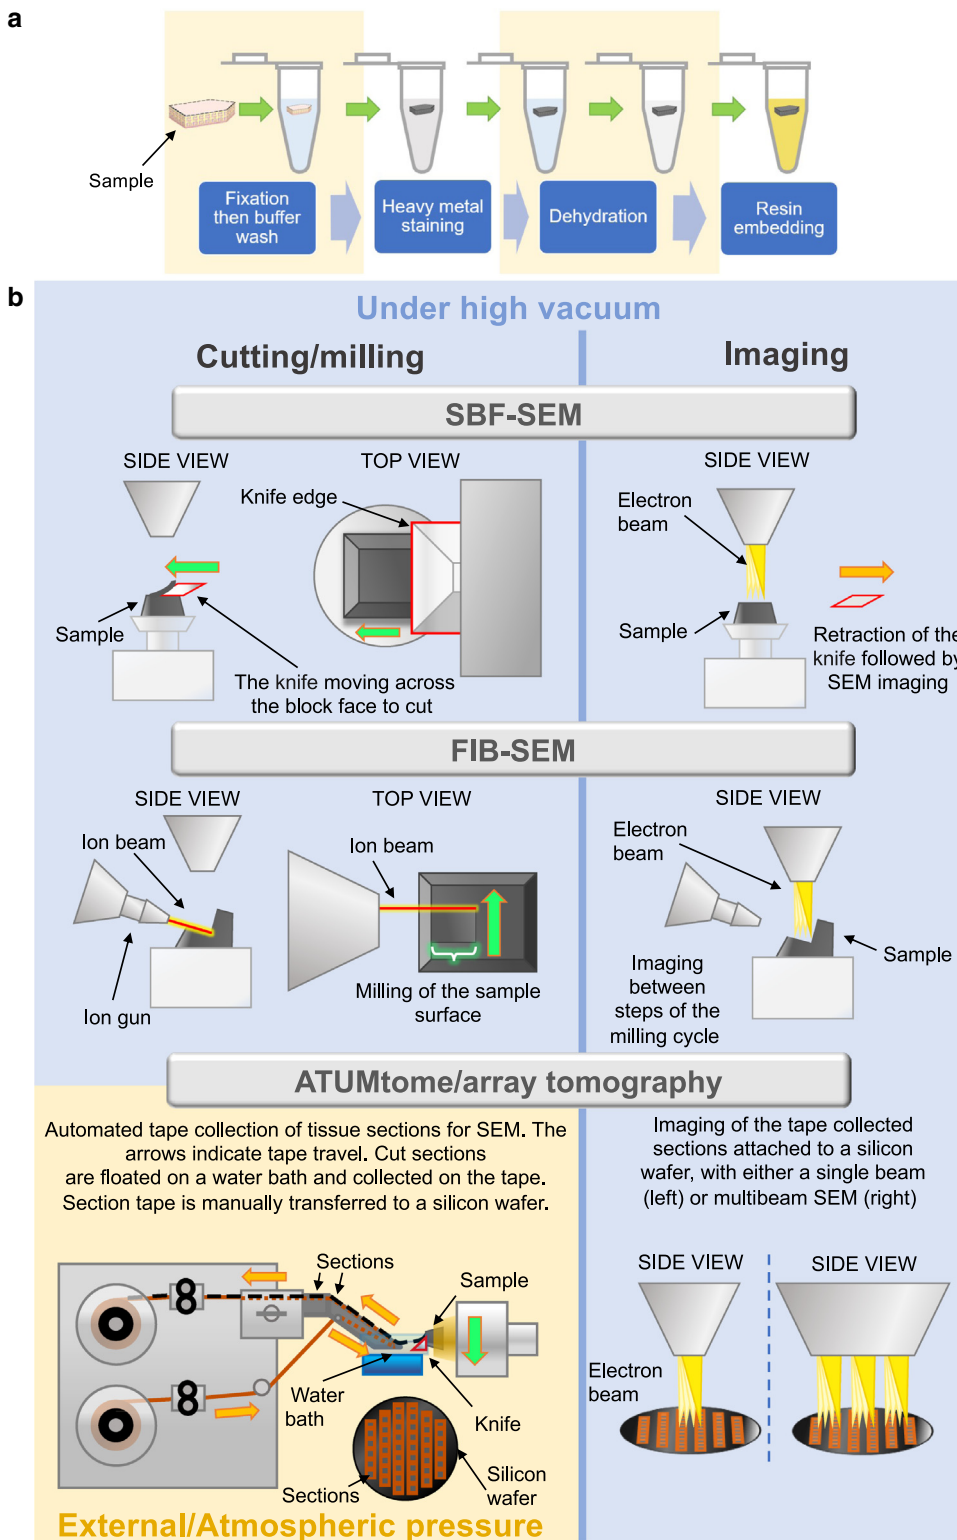 a
Sample
Fixation
then buffer
wash
Heavy metal
staining
Dehydration
Resin
embedding
b
Under high vacuum
Cutting/milling
Imaging
SBF-SEM
SIDE VIEW
TOP VIEW
SIDE VIEW
Knife edge
Electron
beam
Sample
Sample
The knife moving across
the block face to cut
Retraction of the
knife followed by
SEM imaging
FIB-SEM
SIDE VIEW
TOP VIEW
SIDE VIEW
Ion beam
Ion beam
Electron
beam
Ion gun
Milling of the sample
surface
Sample
Imaging
between
steps of the
milling cycle
ATUMtome/array tomography
Automated tape collection of tissue sections for SEM. The
arrows indicate tape travel. Cut sections
are floated on a water bath and collected on the tape.
Section tape is manually transferred to a silicon wafer.
Imaging of the tape collected
sections attached to a silicon
wafer, with either a single beam
(left) or multibeam SEM (right)
Sections
Sample
Water
bath
Knife
Sections
Silicon
wafer
SIDE VIEW
SIDE VIEW
Electron
beam
External/Atmospheric pressure